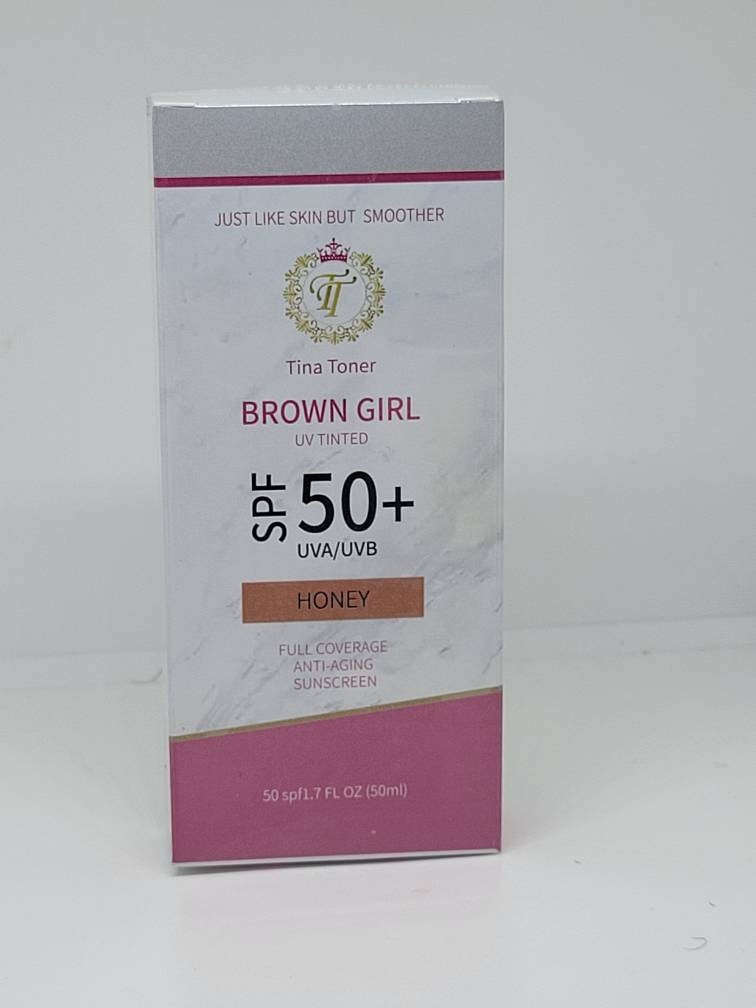 JUST LIKE SKIN BUT SMOOTHER
TT
Tina Toner
BROWN GIRL
UV TINTED
SPF 50+
UVA/UVB
HONEY
FULL COVERAGE
ANTI-AGING
SUNSCREEN
50 spf1.7 FL OZ (50ml)